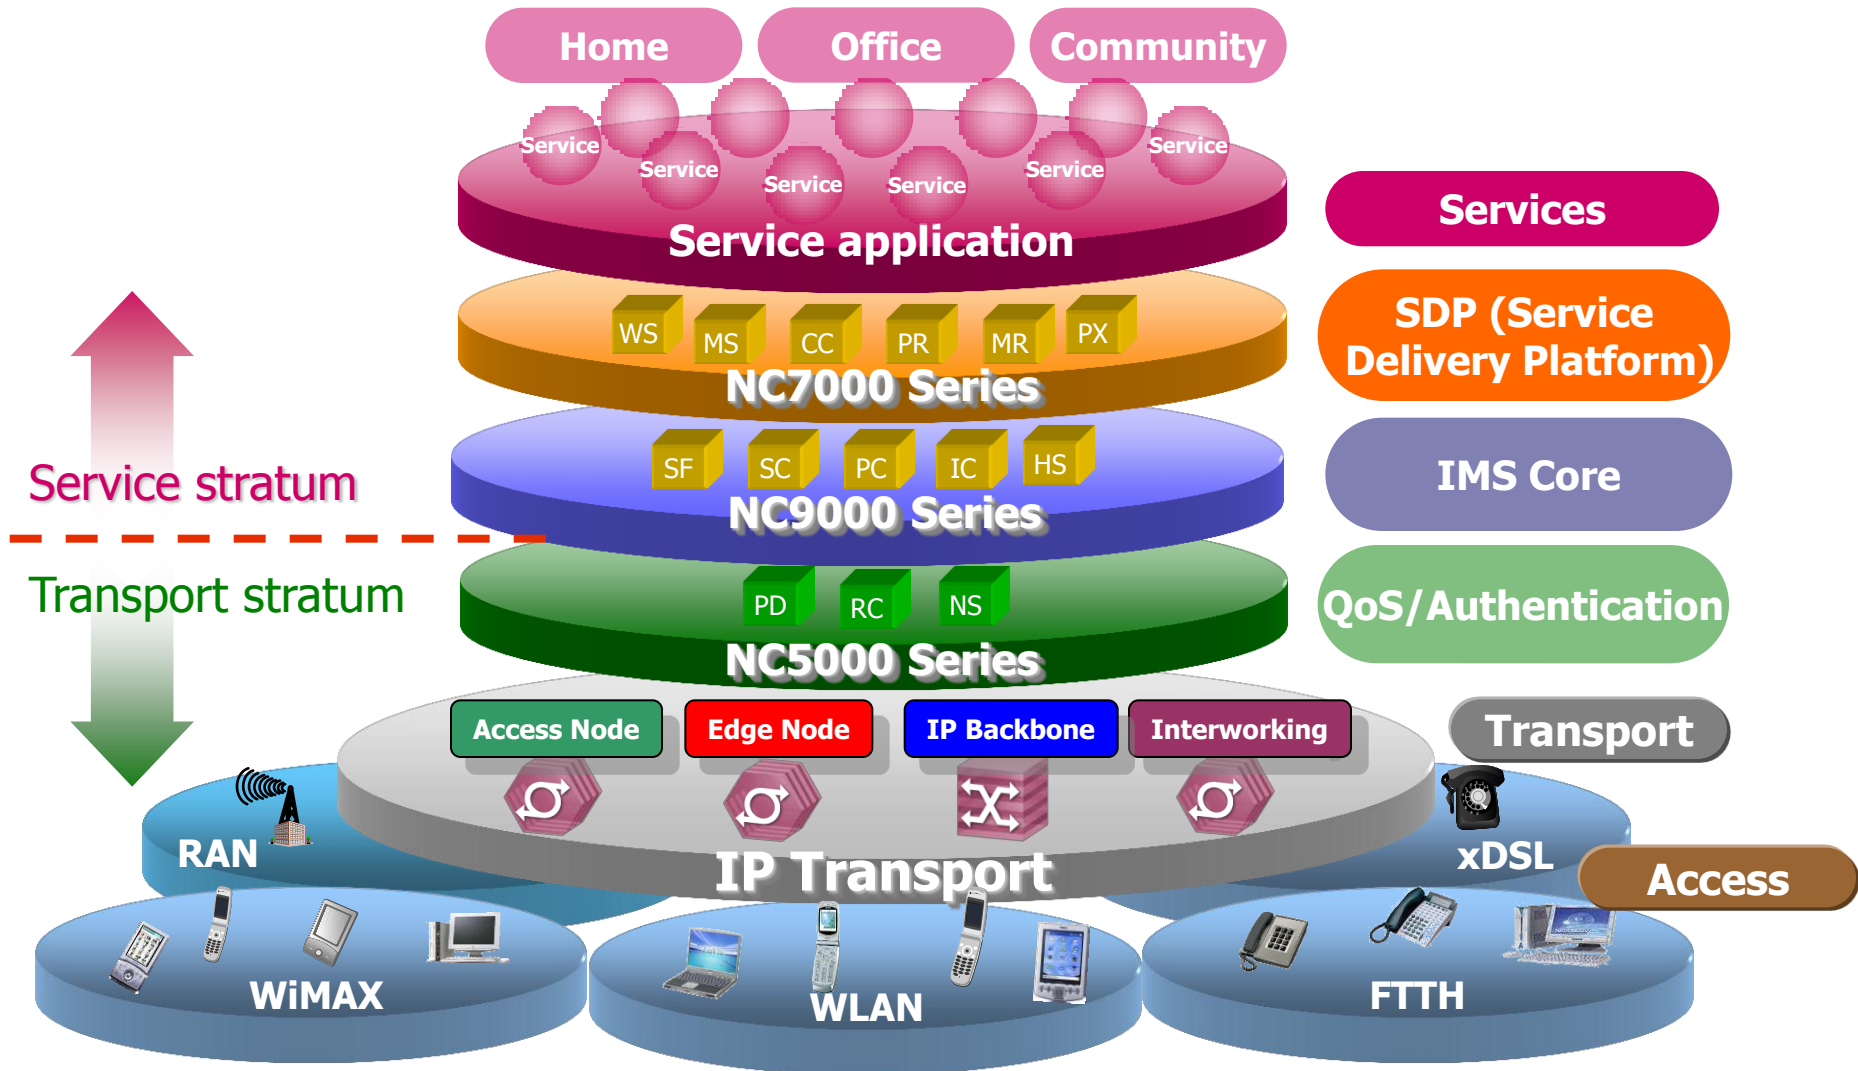 Home
Office
Community
Service
Service
Service
Service
Service
Service
Service application
Services
WS
MS
CC
PR
MR
PX
NC7000 Series
SDP (Service
Delivery Platform)
SF
SC
PC
IC
HS
NC9000 Series
IMS Core
Service stratum
Transport stratum
PD
RC
NS
NC5000 Series
QoS/Authentication
Access Node
Edge Node
IP Backbone
Interworking
Transport
RAN
IP Transport
xDSL
Access
WiMAX
WLAN
FTTH